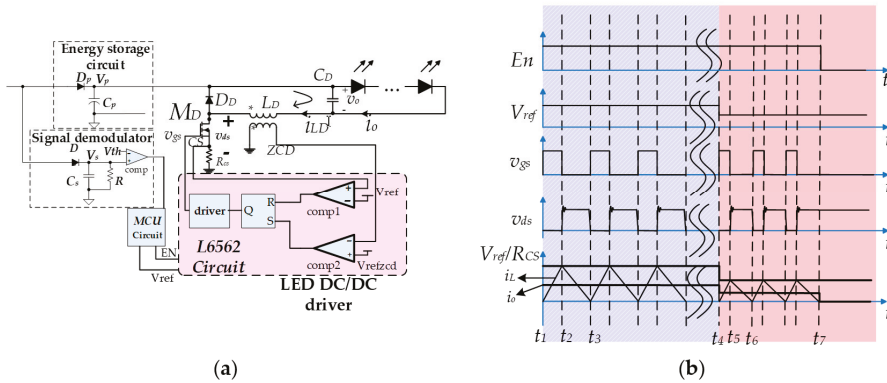 Energy storage
circuit
Dp Vp
Cp
Signal demodulator
D Vs Vth
comp
Cs R
MCU
Circuit
EN
Vref
MD
DD
LD
CD
vo
iLD
io
vgs
CS
vds
Rcs
ZCD
driver
Q
R
S
comp1
Vref
comp2
Vrefzcd
L6562
Circuit
LED DC/DC
driver
(a)
b
En
t
Vref
t
vgs
t
vds
t
Vref/RCS
iL
io
t
t1 t2 t3 t4 t5 t6 t7
(b)